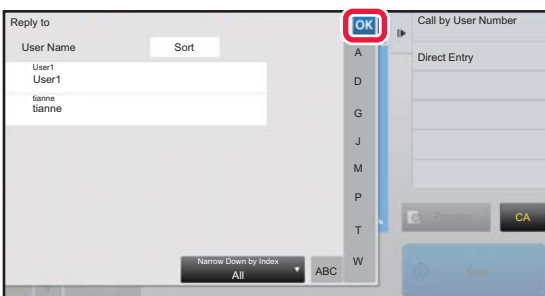 Reply to
OK
User Name
Sort
User1
User1
tianne
tianne
A
D
G
J
M
P
T
W
Narrow Down by Index
All
ABC
Call by User Number
Direct Entry
Preview
CA
Start